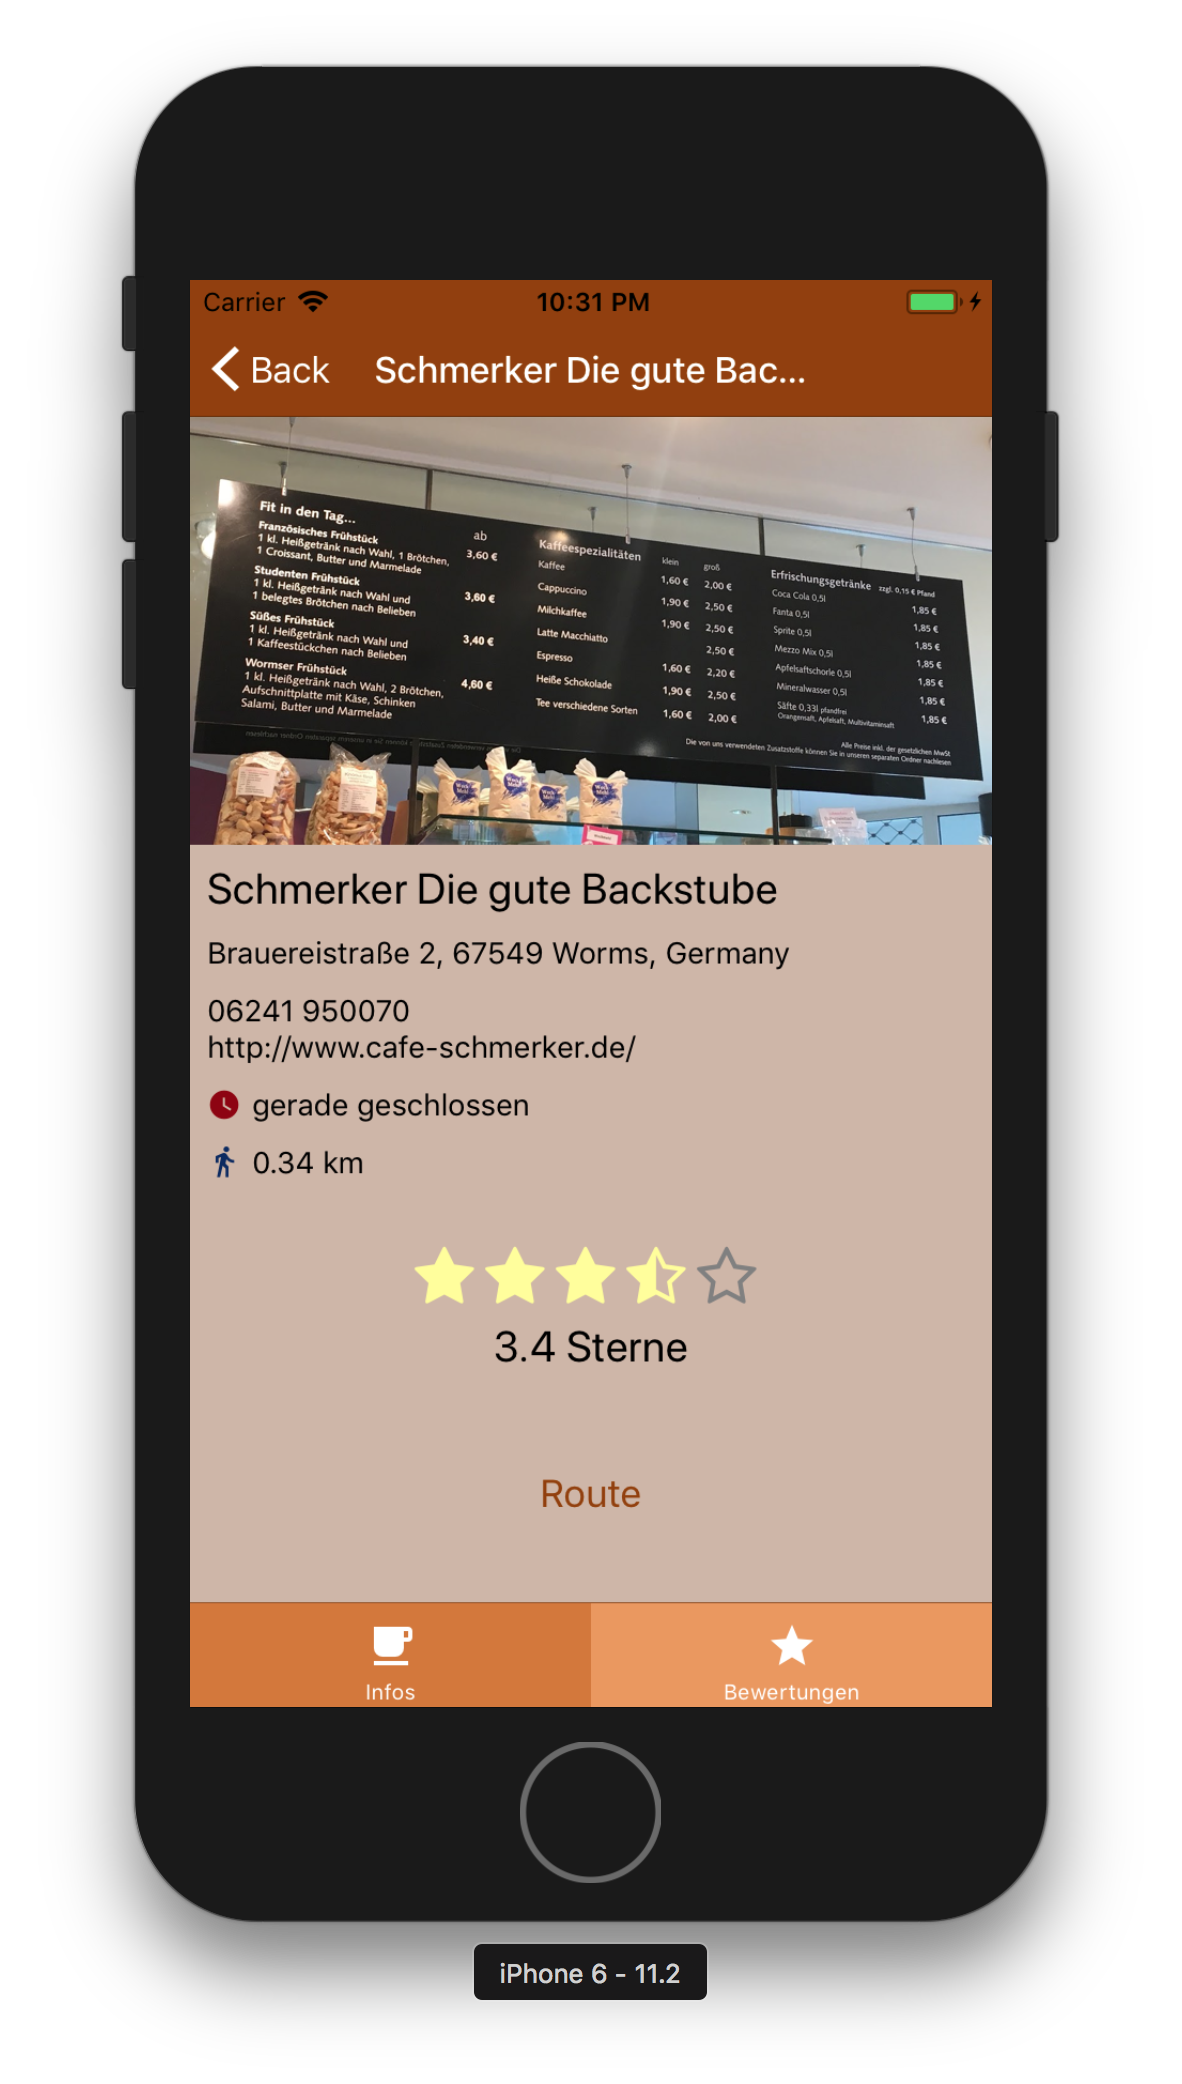 Carrier
10:31 PM
Back
Schmerker Die gute Bac...
Fit in den Tag...
ab
Französisches Frühstück
1 kl. Heißgetränk nach Wahl, 1 Brötchen,
1 Croissant, Butter und Marmelade
3,60 €
Studenten Frühstück
1 kl. Heißgetränk nach Wahl und
1 belegtes Brötchen nach Belieben
3,60 €
Süßes Frühstück
1 kl. Heißgetränk nach Wahl und
1 Kaffeestückchen nach Belieben
3,40 €
Wormser Frühstück
1 kl. Heißgetränk nach Wahl, 2 Brötchen,
Aufschnittplatte mit Käse, Schinken
Salami, Butter und Marmelade
4,60 €
Kaffeespezialitäten klein groß
Kaffee 1,60 € 2,00 €
Cappuccino 1,90 € 2,50 €
Milchkaffee 1,90 € 2,50 €
Latte Macchiatto 2,50 €
Espresso 1,60 € 2,20 €
Heiße Schokolade 1,90 € 2,50 €
Tee verschiedene Sorten 1,60 € 2,00 €
Erfrischungsgetränke zzgl. 0,15 € Pfand
Coca Cola 0,5l 1,85 €
Fanta 0,5l 1,85 €
Sprite 0,5l 1,85 €
Mezzo Mix 0,5l 1,85 €
Apfelsaftschorle 0,5l 1,85 €
Mineralwasser 0,5l 1,85 €
Säfte 0,33l pfandfrei 1,85 €
Orangensaft, Apfelsaft, Multivitaminsaft
Alle Preise inkl. der gesetzlichen MwSt
Die von uns verwendeten Zusatzstoffe können Sie in unseren separaten Ordner nachlesen
Schmerker Die gute Backstube
Brauereistraße 2, 67549 Worms, Germany
06241 950070
http://www.cafe-schmerker.de/
gerade geschlossen
0.34 km
3.4 Sterne
Route
Infos
Bewertungen
iPhone 6 - 11.2